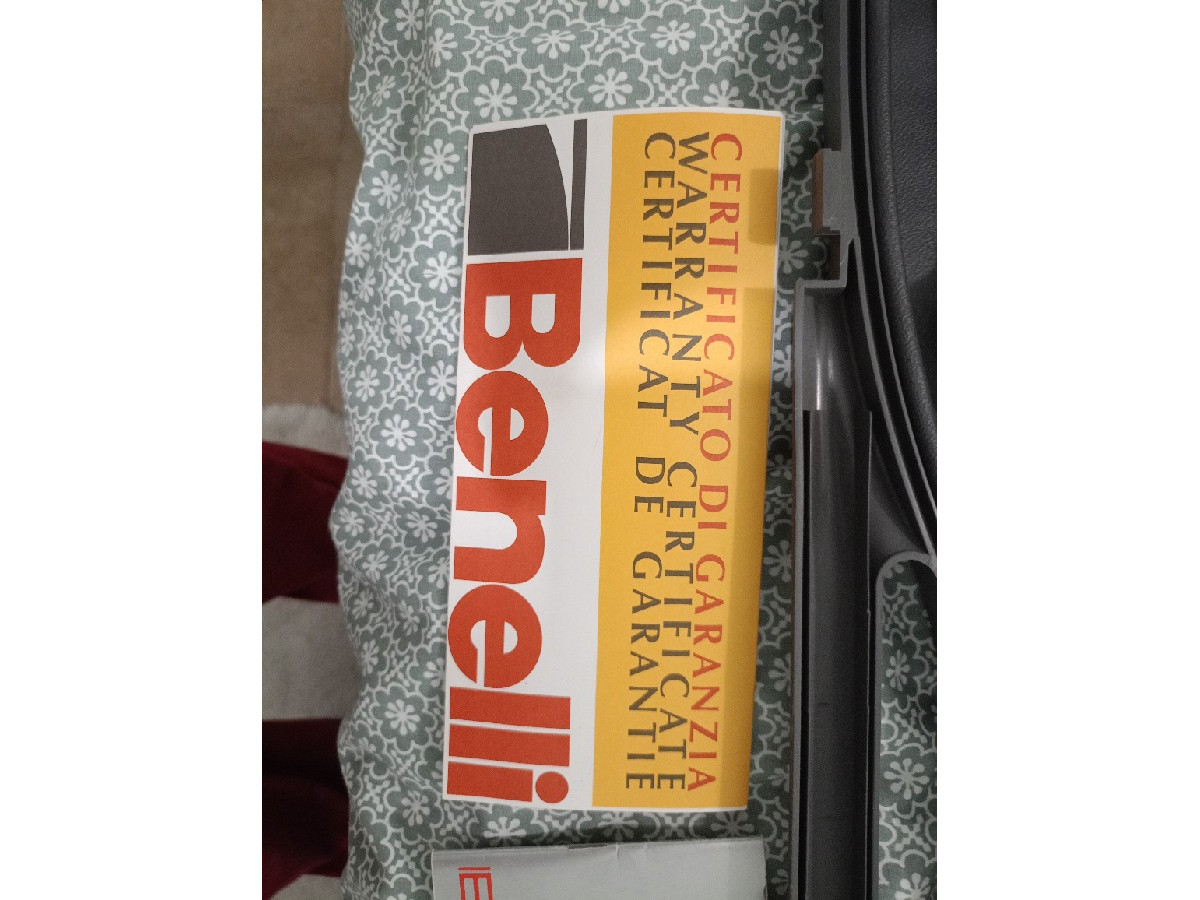 CERTIFICATO DI GARANZIA
WARRANTY CERTIFICATE
CERTIFICAT DE GARANTIE
Benelli